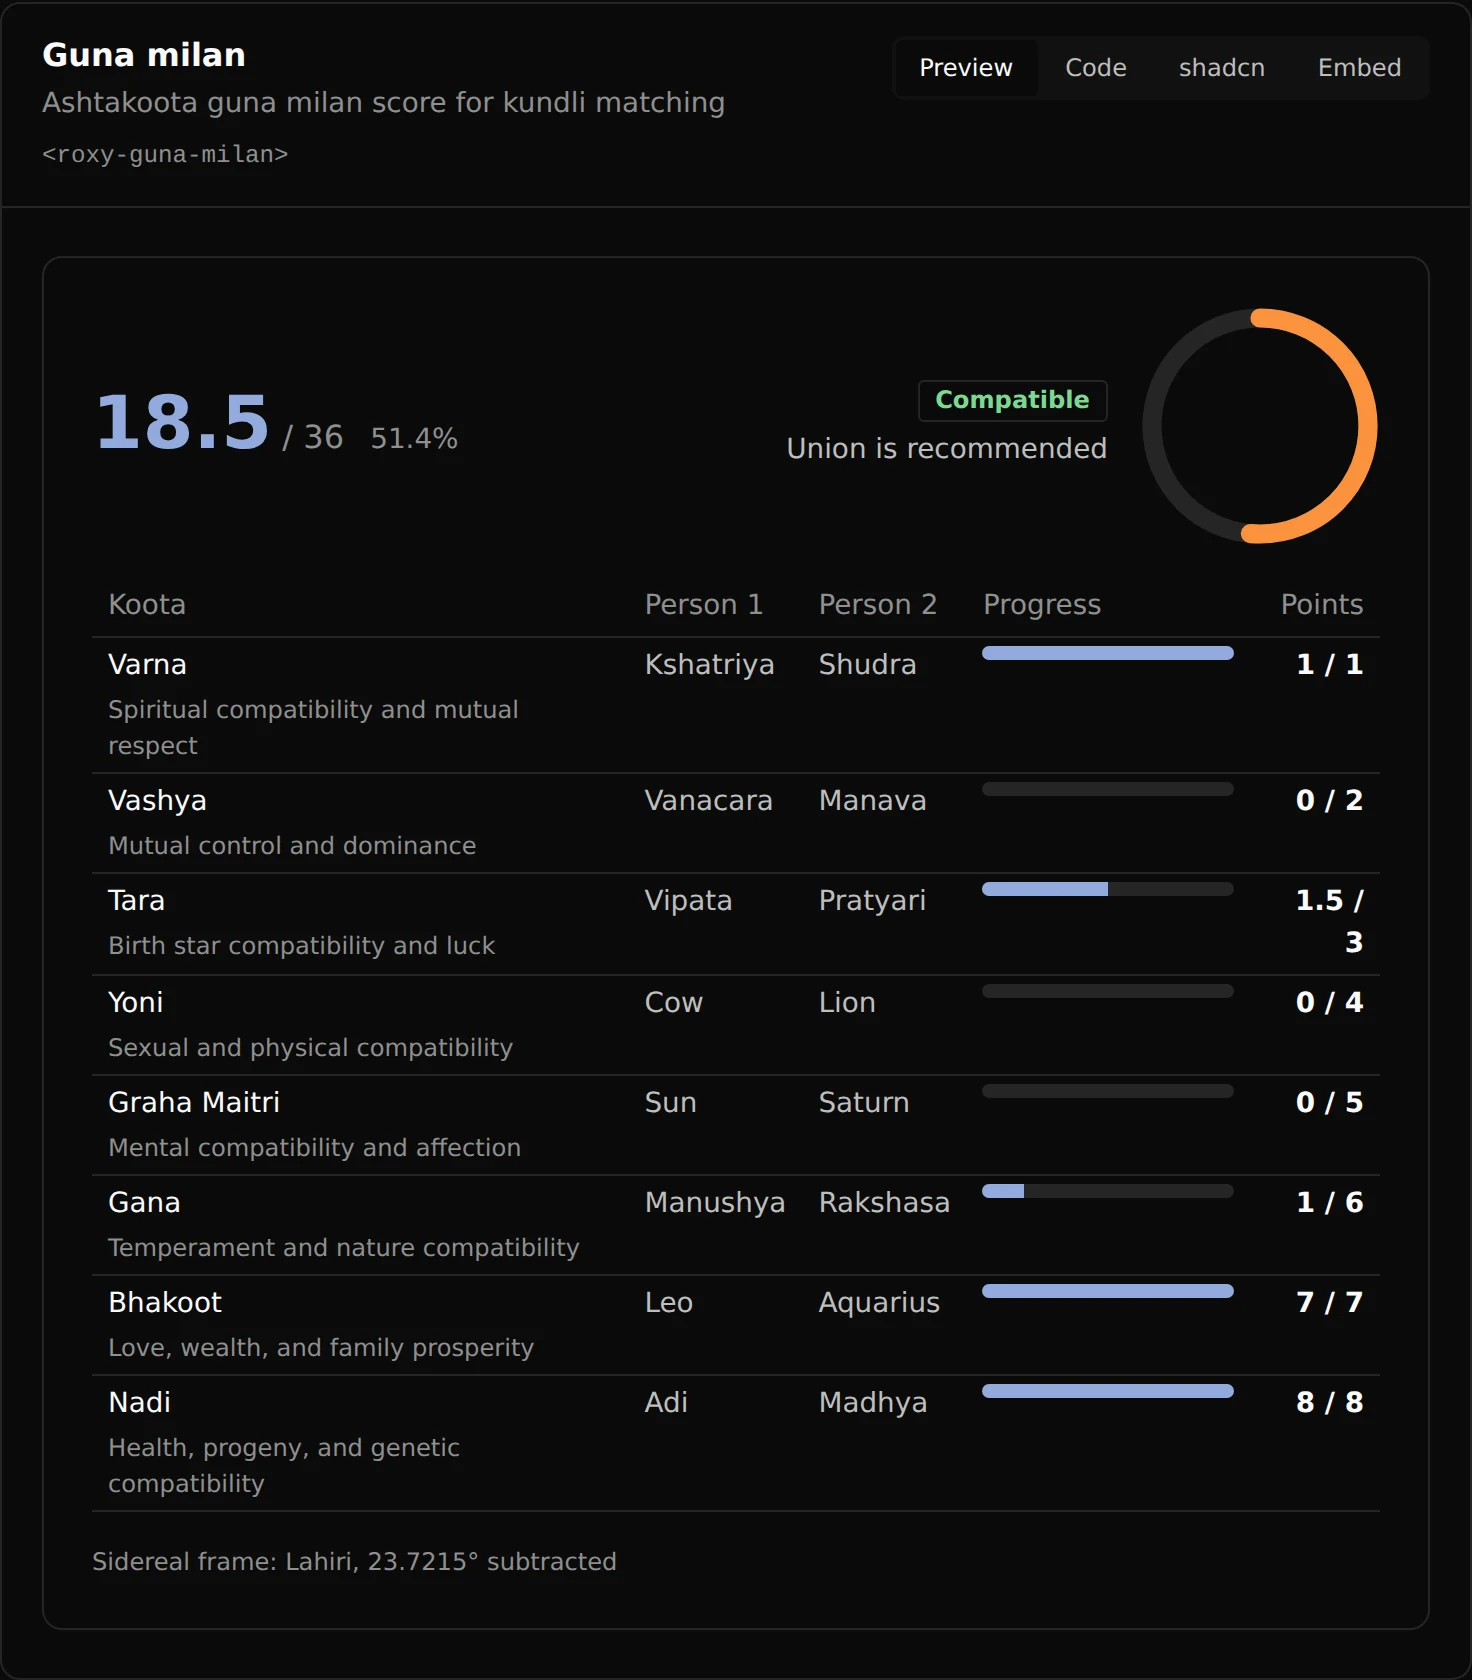 Guna milan
Ashtakoota guna milan score for kundli matching
<roxy-guna-milan>
Preview Code shadcn Embed
18.5 / 36 51.4%
Compatible
Union is recommended
Koota Person 1 Person 2 Progress Points
Varna Kshatriya Shudra 1 / 1
Spiritual compatibility and mutual
respect
Vashya Vanacara Manava 0 / 2
Mutual control and dominance
Tara Vipata Pratyari 1.5 /
3
Birth star compatibility and luck
Yoni Cow Lion 0 / 4
Sexual and physical compatibility
Graha Maitri Sun Saturn 0 / 5
Mental compatibility and affection
Gana Manushya Rakshasa 1 / 6
Temperament and nature compatibility
Bhakoot Leo Aquarius 7 / 7
Love, wealth, and family prosperity
Nadi Adi Madhya 8 / 8
Health, progeny, and genetic
compatibility
Sidereal frame: Lahiri, 23.7215° subtracted